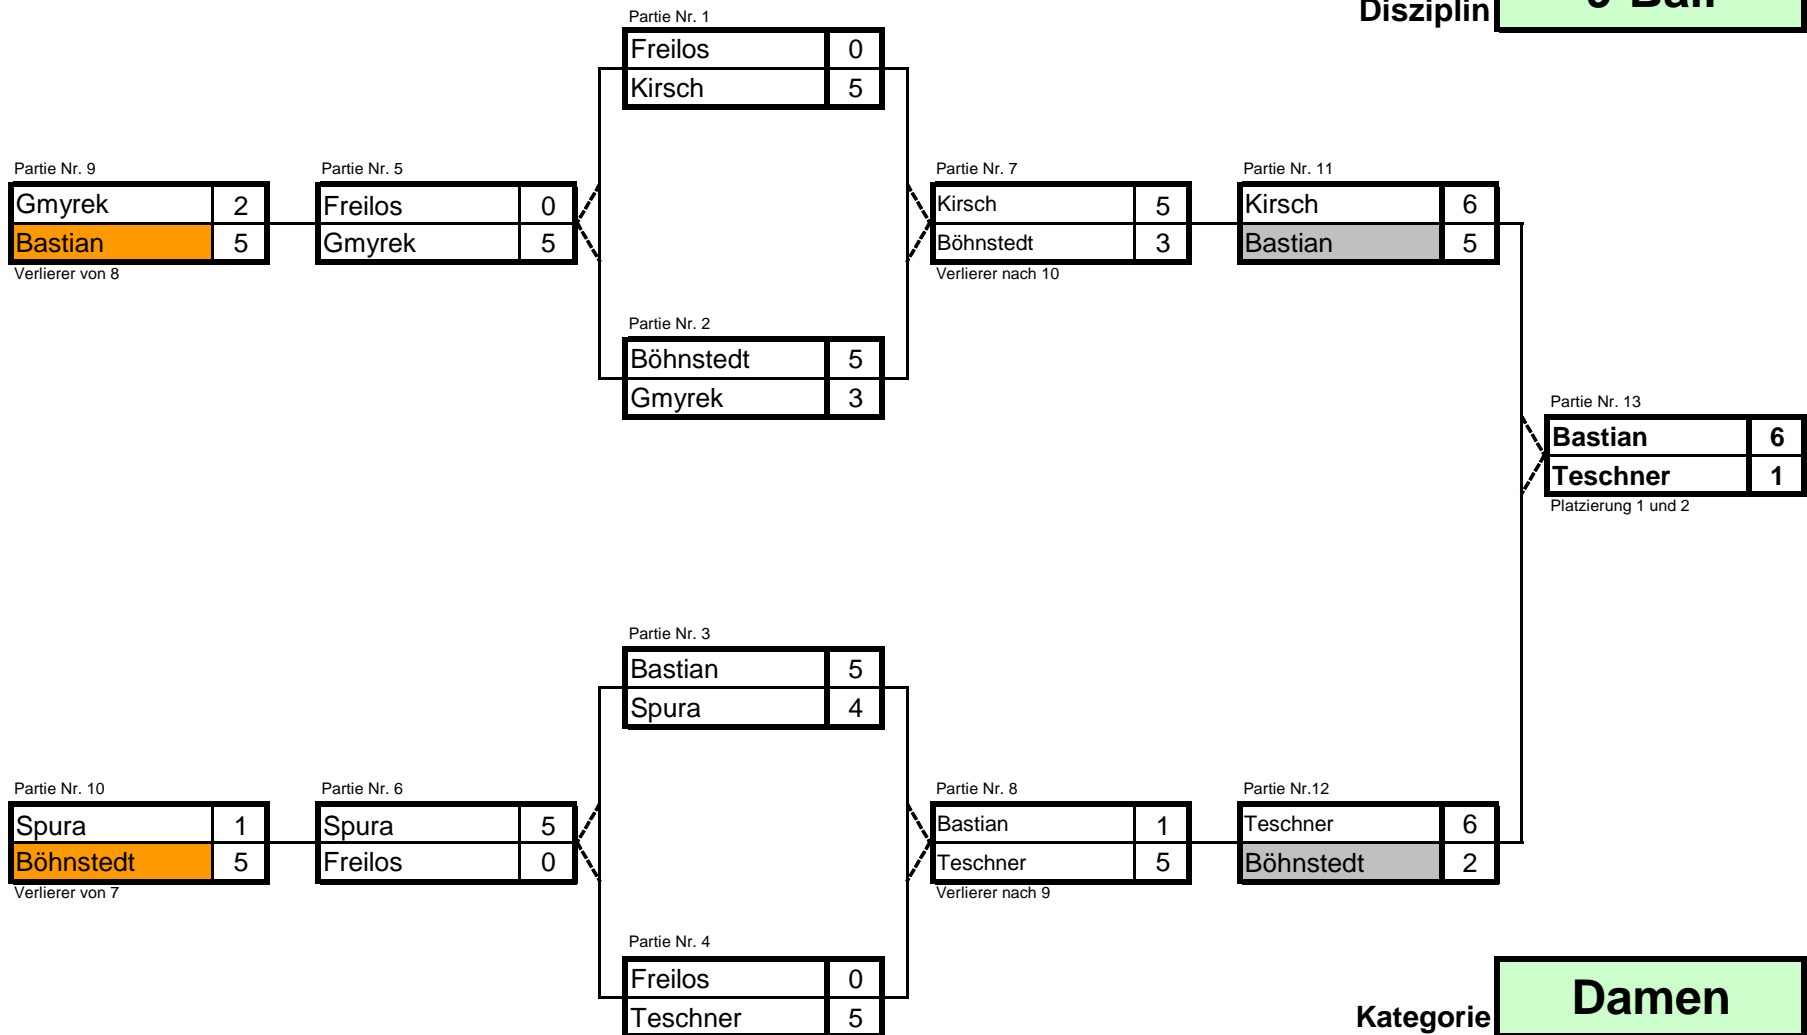 Disziplin
Partie Nr. 1
Freilos 0
Kirsch 5
Partie Nr. 9
Gmyrek 2
Bastian 5
Verlierer von 8
Partie Nr. 5
Freilos 0
Gmyrek 5
Partie Nr. 7
Kirsch 5
Böhnstedt 3
Verlierer nach 10
Partie Nr. 11
Kirsch 6
Bastian 5
Partie Nr. 2
Böhnstedt 5
Gmyrek 3
Partie Nr. 13
Bastian 6
Teschner 1
Platzierung 1 und 2
Partie Nr. 3
Bastian 5
Spura 4
Partie Nr. 10
Spura 1
Böhnstedt 5
Verlierer von 7
Partie Nr. 6
Spura 5
Freilos 0
Partie Nr. 8
Bastian 1
Teschner 5
Verlierer nach 9
Partie Nr.12
Teschner 6
Böhnstedt 2
Partie Nr. 4
Freilos 0
Teschner 5
Kategorie Damen